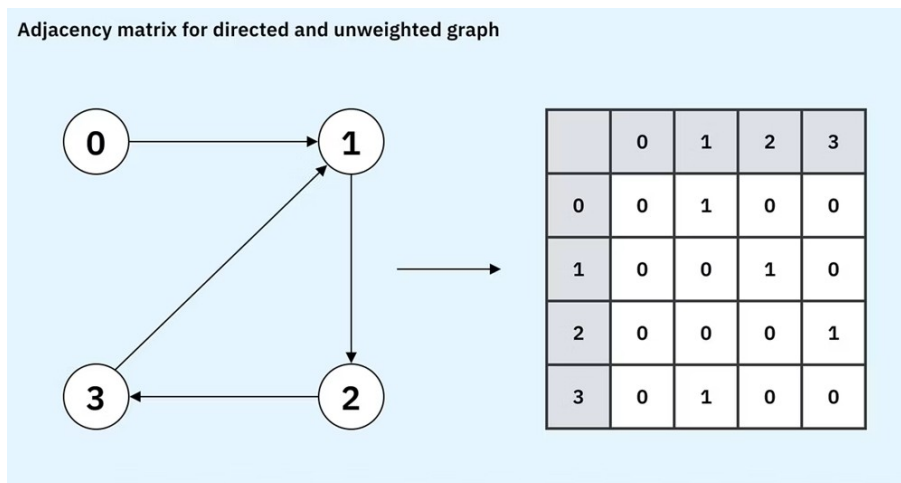 Adjacency matrix for directed and unweighted graph
0 1
3 2
0 1 2 3
0 0 1 0 0
1 0 0 1 0
2 0 0 0 1
3 0 1 0 0